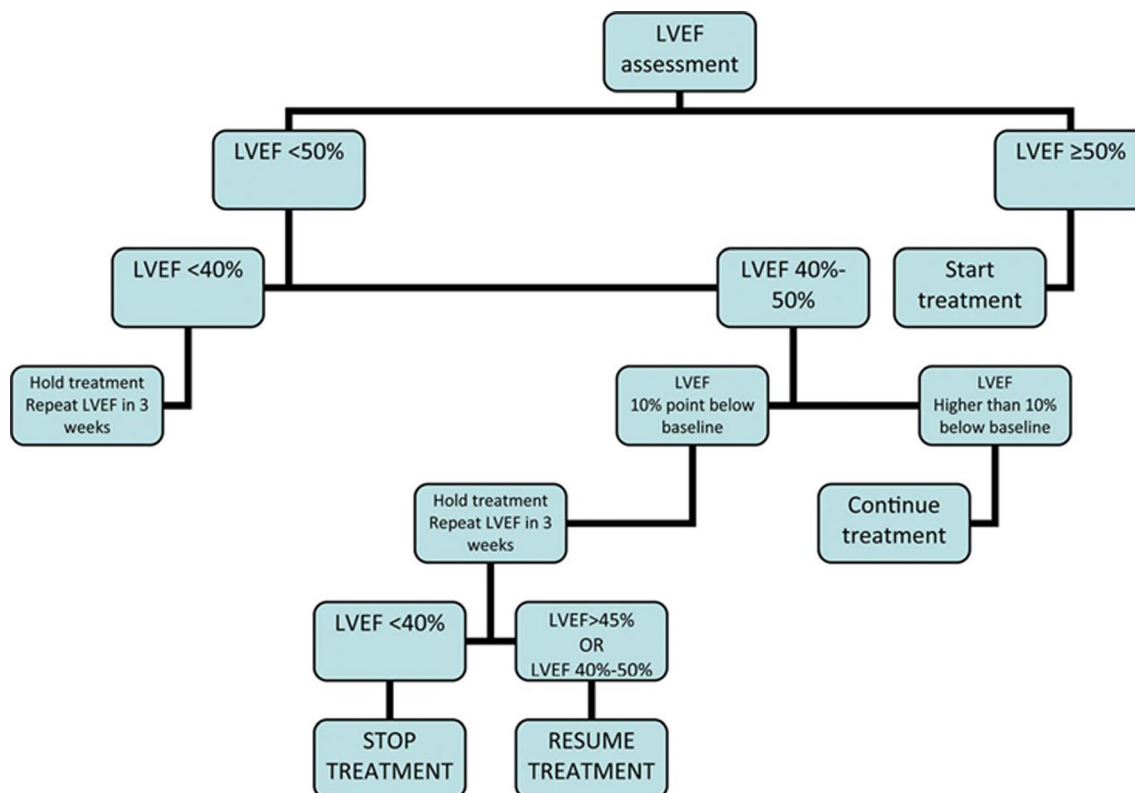 LVEF
assessment
LVEF <50%
LVEF ≥50%
LVEF <40%
LVEF 40%-
50%
Start
treatment
Hold treatment
Repeat LVEF in 3
weeks
LVEF
10% point below
baseline
LVEF
Higher than 10%
below baseline
Hold treatment
Repeat LVEF in 3
weeks
Continue
treatment
LVEF <40%
LVEF>45%
OR
LVEF 40%-50%
STOP
TREATMENT
RESUME
TREATMENT